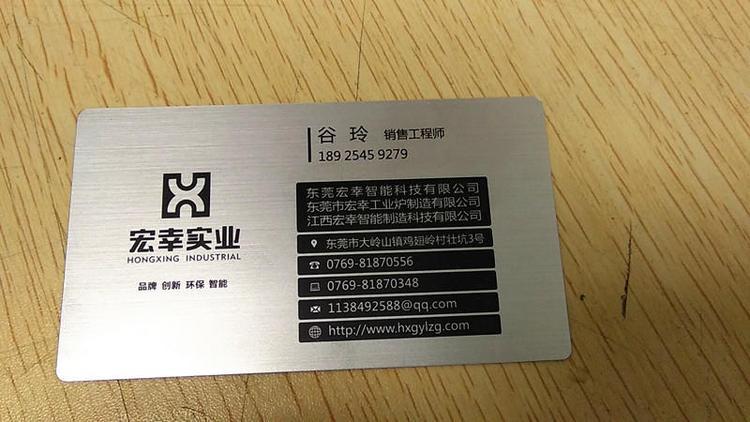 谷 玲 销售工程师
189 2545 9279
宏幸实业
HONGXING INDUSTRIAL
品牌 创新 环保 智能
东莞宏幸智能科技有限公司
东莞市宏幸工业炉制造有限公司
江西宏幸智能制造科技有限公司
东莞市大岭山镇鸡翅岭村壮坑3号
0769-81870556
0769-81870348
1138492588@qq.com
http://www.hxgylzg.com